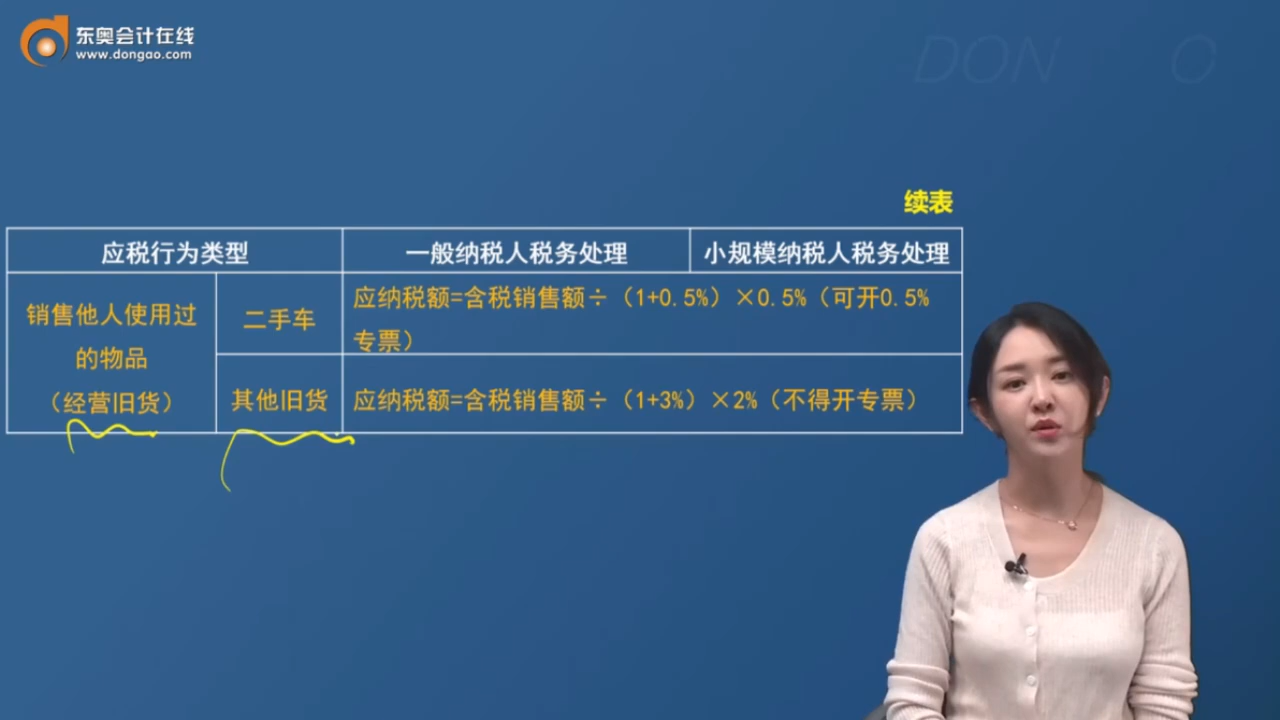 东奥会计在线
www.dongao.com
DON
续表
应税行为类型 一般纳税人税务处理 小规模纳税人税务处理
销售他人使用过
的物品
（经营旧货）
二手车
应纳税额=含税销售额÷（1+0.5%）×0.5%（可开0.5%
专票）
其他旧货
应纳税额=含税销售额÷（1+3%）×2%（不得开专票）